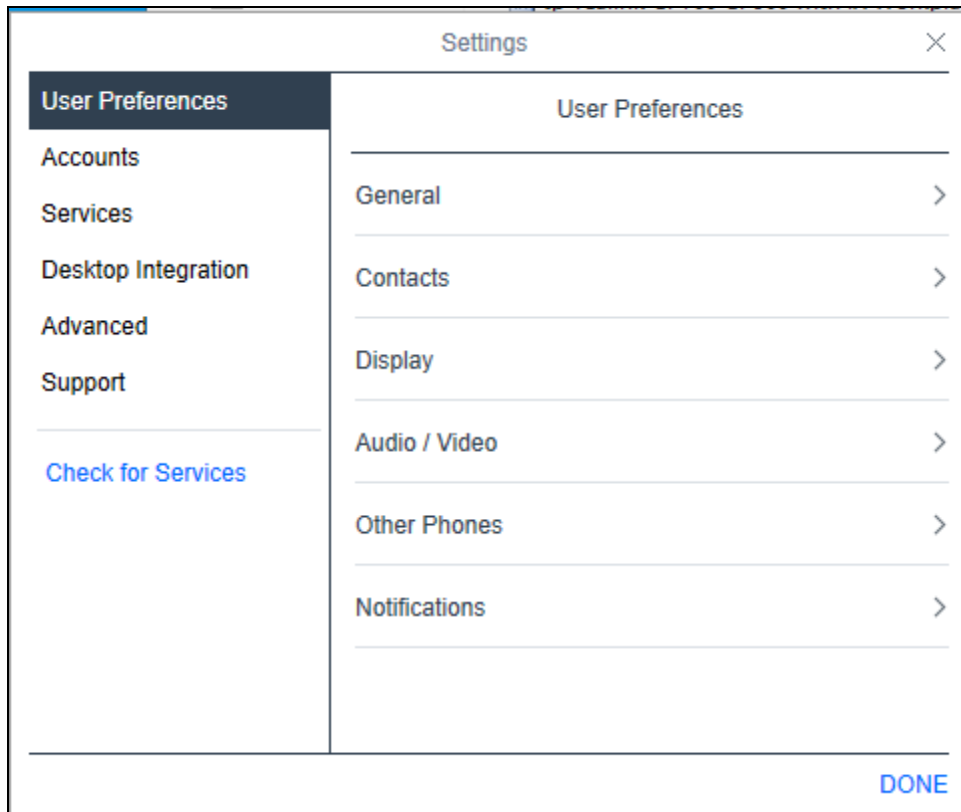 Settings
User Preferences
Accounts
Services
Desktop Integration
Advanced
Support
Check for Services
User Preferences
General
Contacts
Display
Audio / Video
Other Phones
Notifications
DONE